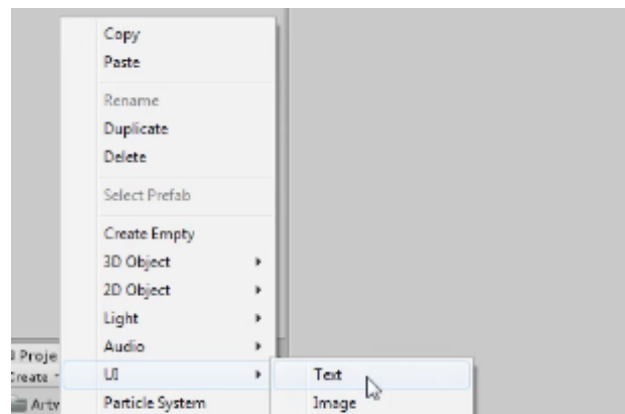 Copy
Paste
Rename
Duplicate
Delete
Select Prefab
Create Empty
3D Object
2D Object
Light
Audio
UI
Text
Particle System
Image
Proje
Create
Artw